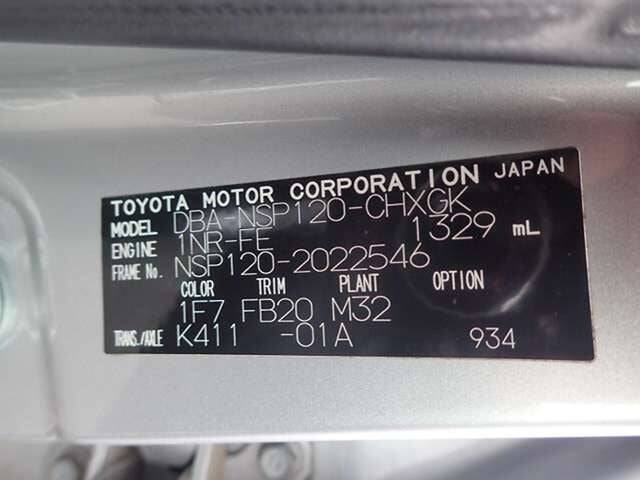 TOYOTA MOTOR CORPORATION JAPAN
MODEL DBA-NSP120-CHXGK
ENGINE 1NR-FE 1329 mL
FRAME No. NSP120-2022546
COLOR TRIM PLANT OPTION
1F7 FB20 M32
TRANS./AXLE K411 -01A 934